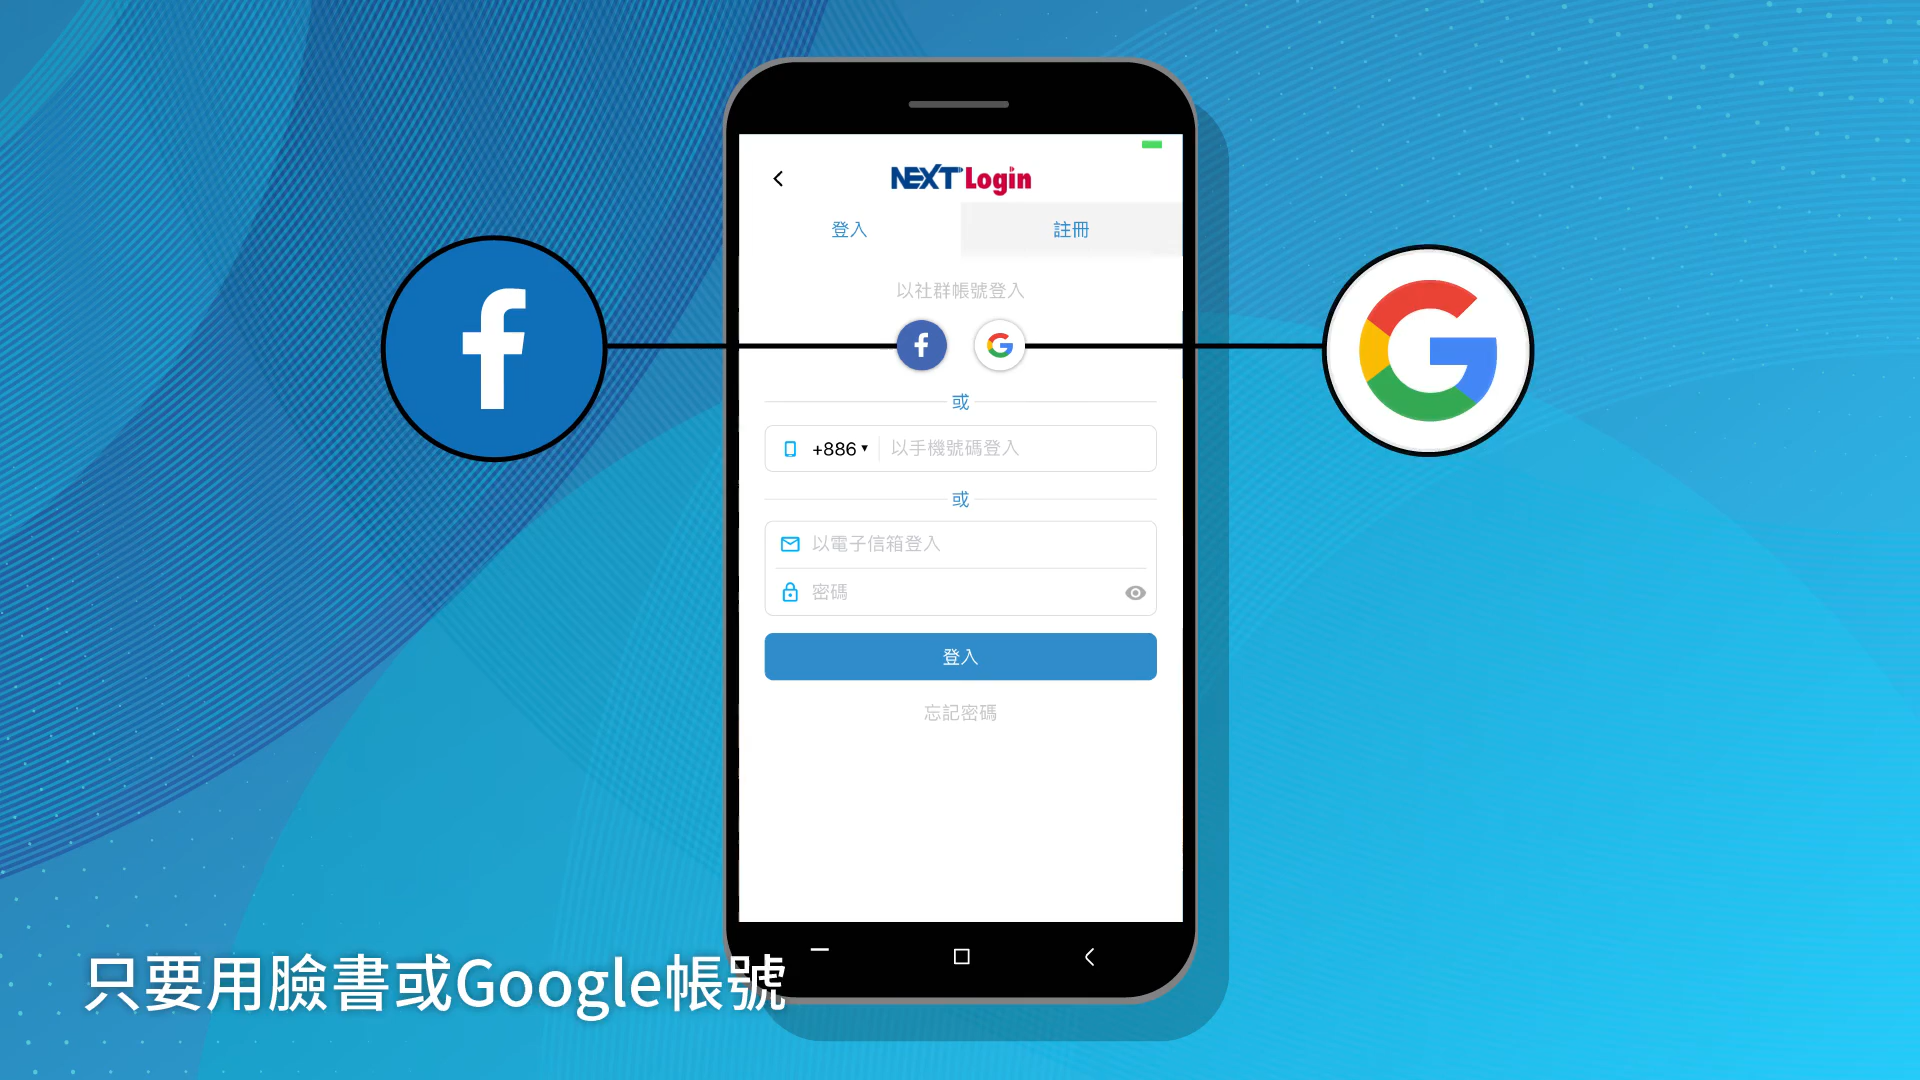 NEXT Login
登入
註冊
以社群帳號登入
或
+886 以手機號碼登入
或
以電子信箱登入
密碼
登入
忘記密碼
只要用臉書或Google帳號